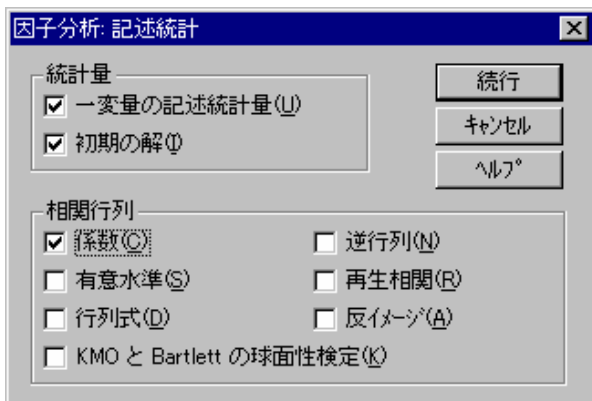 因子分析: 記述統計
統計量
一変量の記述統計量(U)
初期の解(I)
続行
キャンセル
ヘルプ
相関行列
係数(C) 逆行列(N)
有意水準(S) 再生相関(R)
行列式(D) 反イメージ(A)
KMO と Bartlett の球面性検定(K)